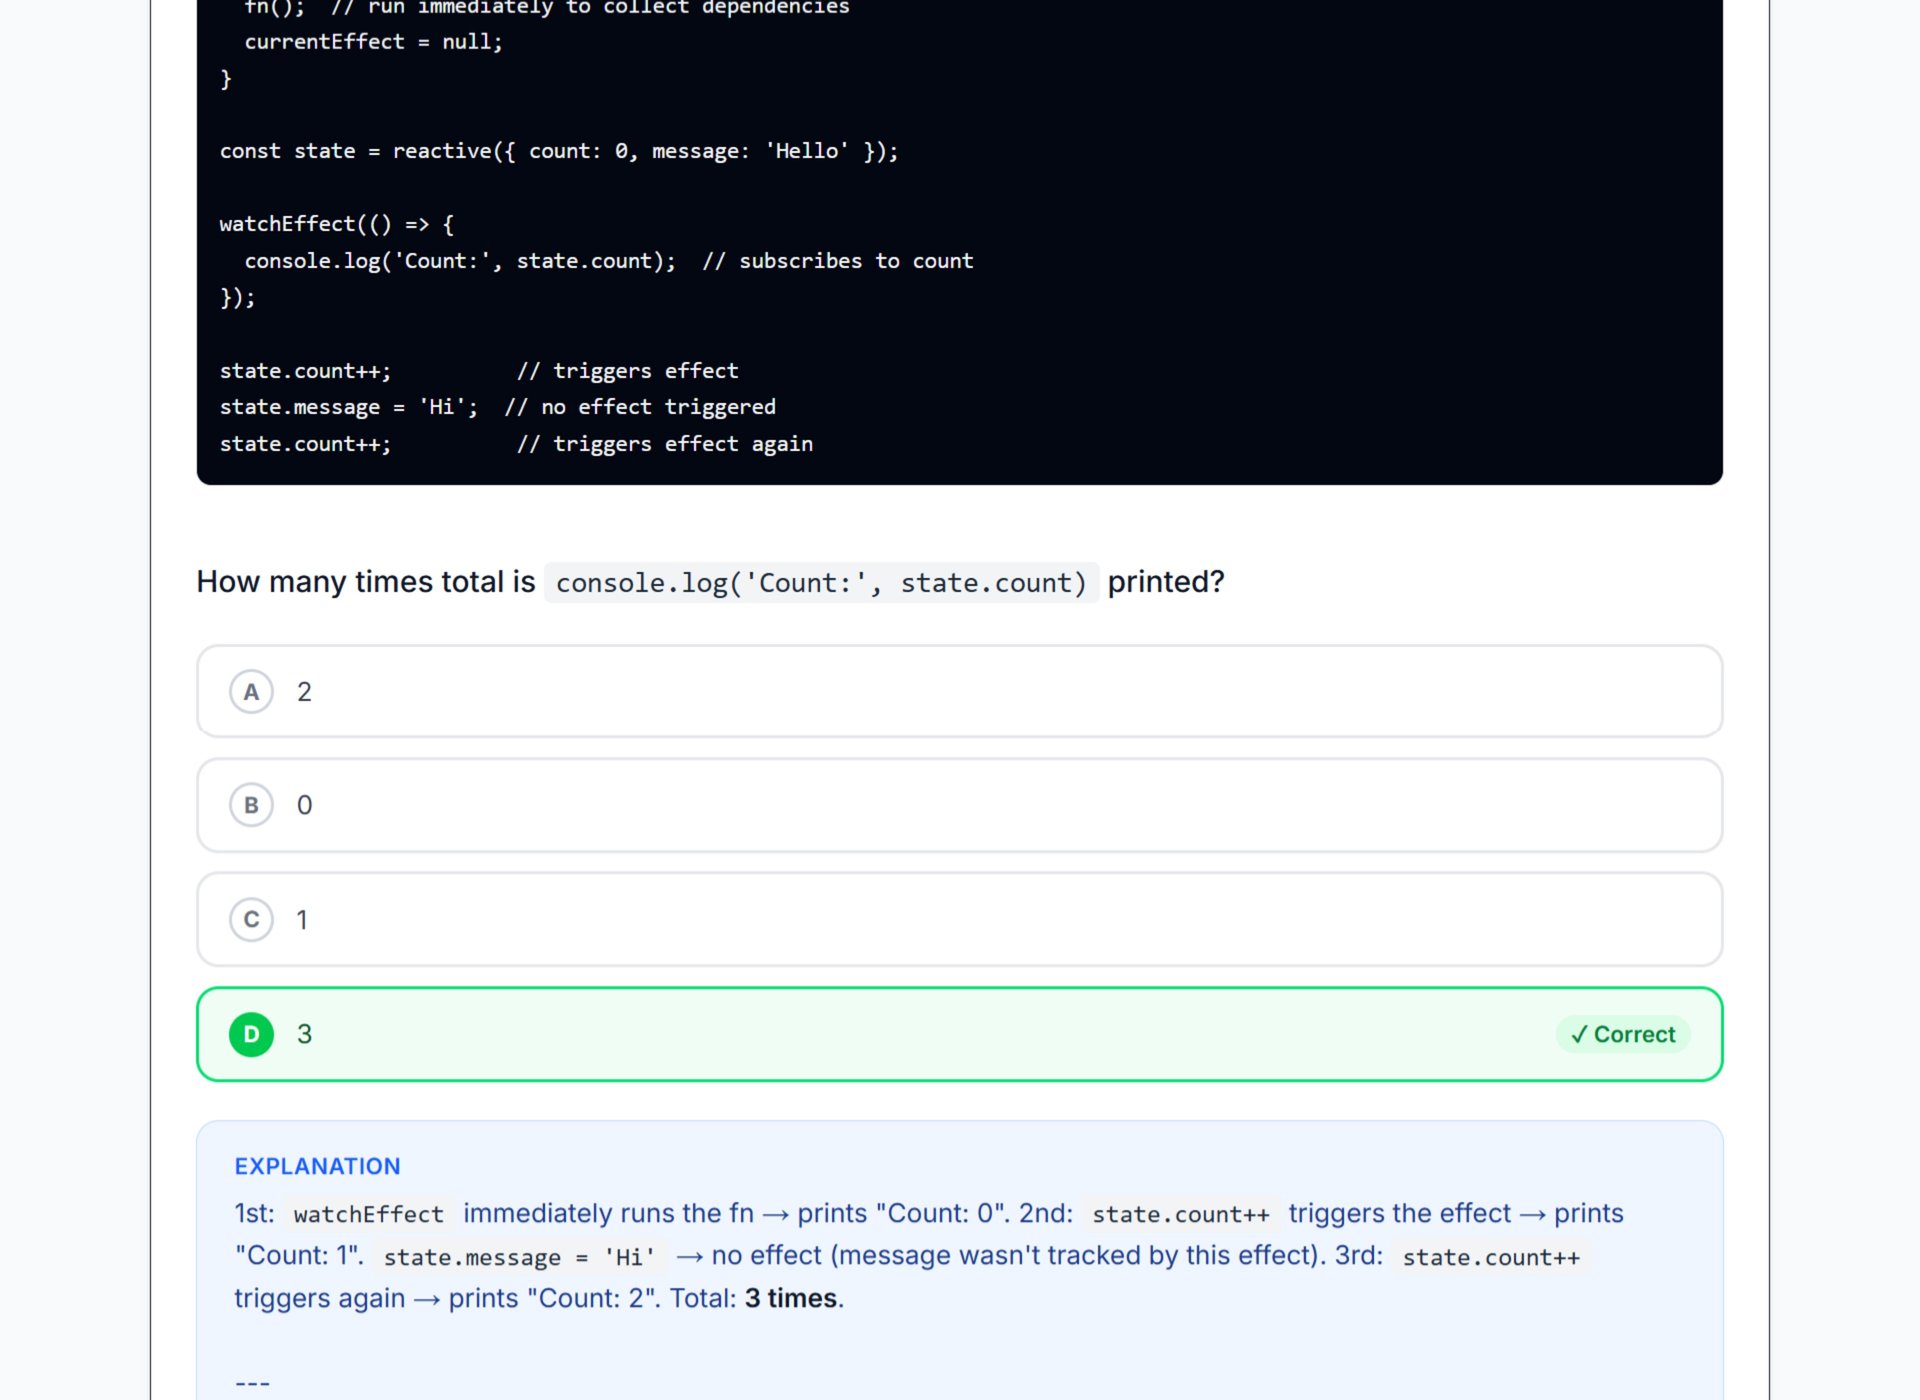 fn();  // run immediately to collect dependencies
currentEffect = null;
}
const state = reactive({ count: 0, message: 'Hello' });
watchEffect(() => {
console.log('Count:', state.count);  // subscribes to count
});
state.count++;          // triggers effect
state.message = 'Hi';  // no effect triggered
state.count++;          // triggers effect again
How many times total is console.log('Count:', state.count) printed?
A 2
B 0
C 1
D 3 ✓ Correct
EXPLANATION
1st: watchEffect immediately runs the fn → prints "Count: 0". 2nd: state.count++ triggers the effect → prints
"Count: 1". state.message = 'Hi' → no effect (message wasn't tracked by this effect). 3rd: state.count++
triggers again → prints "Count: 2". Total: 3 times.
---